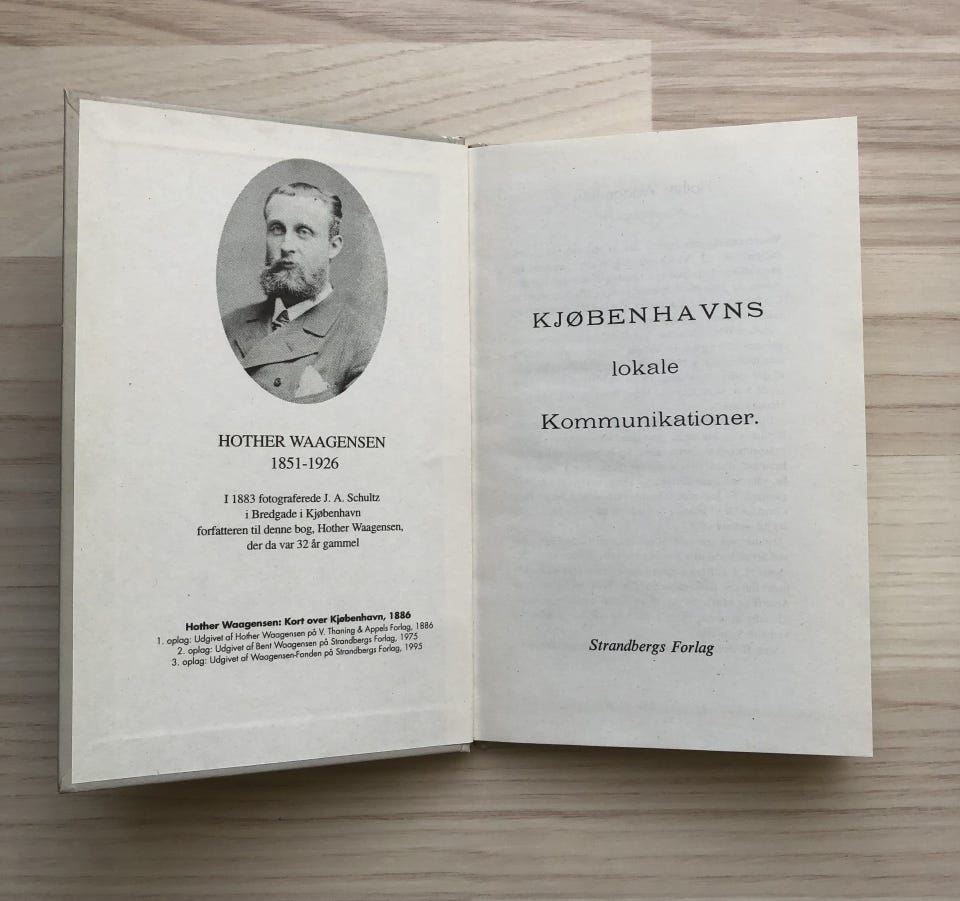 HOTHER WAAGENSEN
1851-1926
I 1883 fotograferede J. A. Schultz
i Bredgade i Kjøbenhavn
forfatteren til denne bog, Hother Waagensen,
der da var 32 år gammel
Hother Waagensen: Kort over Kjøbenhavn, 1886
1. oplag: Udgivet af Hother Waagensen på V. Thaning & Appels Forlag, 1886
2. oplag: Udgivet af Bent Waagensen på Strandbergs Forlag, 1975
3. oplag: Udgivet af Waagensen-Fonden på Strandbergs Forlag, 1995
KJØBENHAVNS
lokale
Kommunikationer.
Strandbergs Forlag